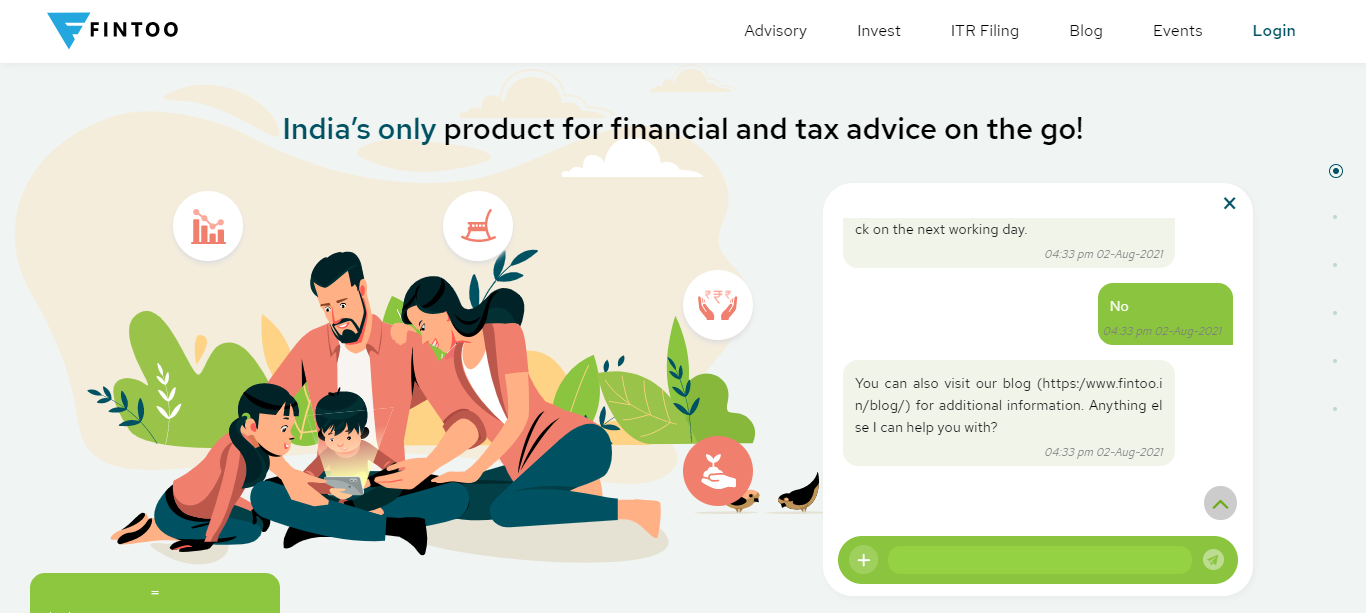 FINTOO
Advisory
Invest
ITR Filing
Blog
Events
Login
India's only product for financial and tax advice on the go!
ck on the next working day.
04:33 pm 02-Aug-2021
No
04:33 pm 02-Aug-2021
You can also visit our blog (https:/www.fintoo.i
n/blog/) for additional information. Anything el
se I can help you with?
04:33 pm 02-Aug-2021